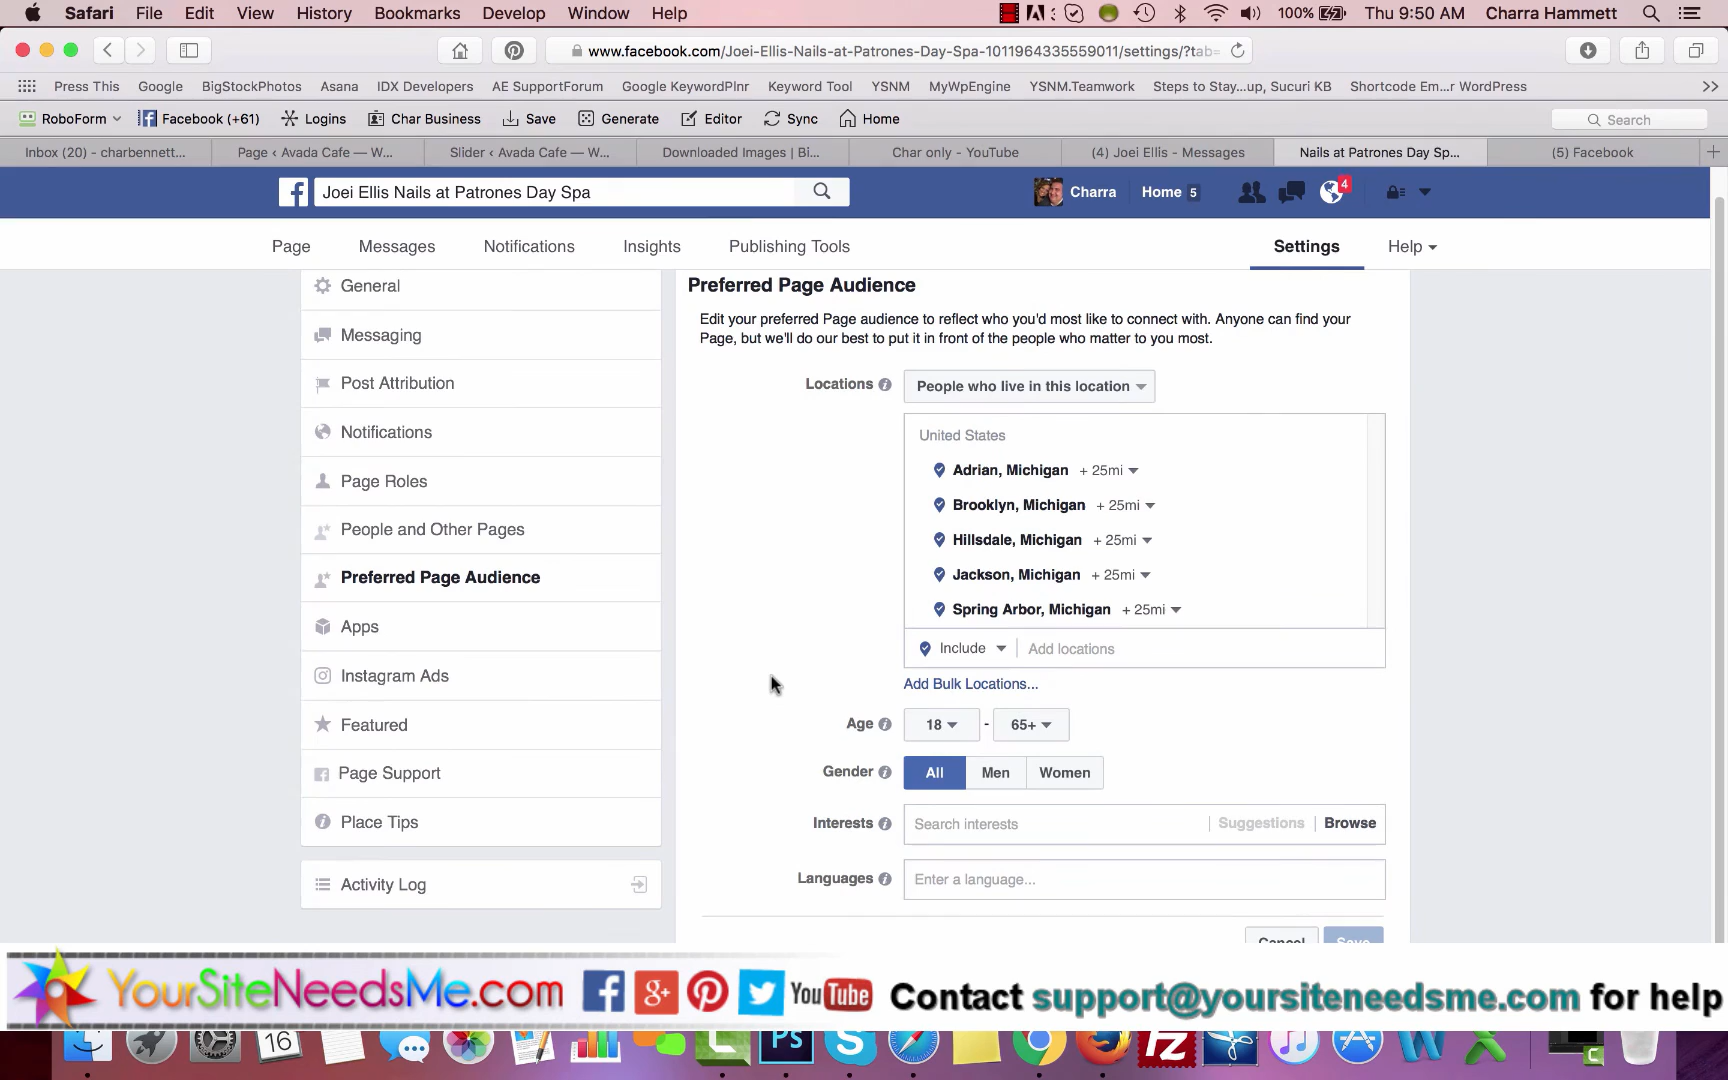 Safari File Edit View History Bookmarks Develop Window Help 100% Thu 9:50 AM Charra Hammett
www.facebook.com/Joei-Ellis-Nails-at-Patrones-Day-Spa-1011964335559011/settings/?tab=
Press This Google BigStockPhotos Asana IDX Developers AE SupportForum Google KeywordPlnr Keyword Tool YSNM MyWpEngine YSNM.Teamwork Steps to Stay...up, Sucuri KB Shortcode Em...r WordPress >>
RoboForm Facebook (+61) Logins Char Business Save Generate Editor Sync Home Search
Inbox (20) - charbennett... Page ‹ Avada Cafe — W... Slider ‹ Avada Cafe — W... Downloaded Images | Bi... Char only - YouTube (4) Joei Ellis - Messages Nails at Patrones Day Sp... (5) Facebook +
Joei Ellis Nails at Patrones Day Spa Charra Home 5 4
Page Messages Notifications Insights Publishing Tools Settings Help
General
Messaging
Post Attribution
Notifications
Page Roles
People and Other Pages
Preferred Page Audience
Apps
Instagram Ads
Featured
Page Support
Place Tips
Activity Log
Preferred Page Audience
Edit your preferred Page audience to reflect who you'd most like to connect with. Anyone can find your
Page, but we'll do our best to put it in front of the people who matter to you most.
Locations People who live in this location
United States
Adrian, Michigan + 25mi
Brooklyn, Michigan + 25mi
Hillsdale, Michigan + 25mi
Jackson, Michigan + 25mi
Spring Arbor, Michigan + 25mi
Include Add locations
Add Bulk Locations...
Age 18 - 65+
Gender All Men Women
Interests Search interests Suggestions Browse
Languages Enter a language...
Cancel Save
YourSiteNeedsMe.com f g+ You Tube Contact support@yoursiteneedsme.com for help
16 Ps S FZ W X C